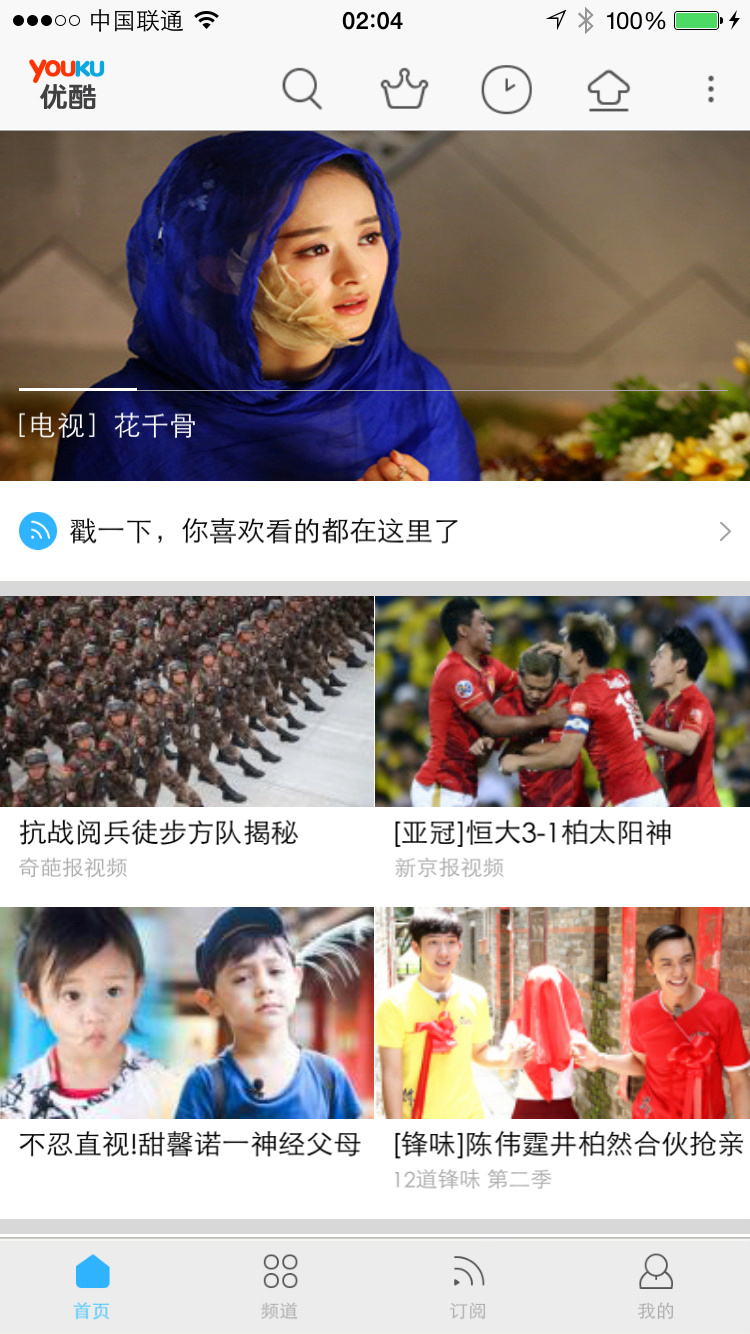 中国联通
02:04
100%
YOUKU
优酷
[电视] 花千骨
戳一下，你喜欢看的都在这里了
抗战阅兵徒步方队揭秘
奇葩报视频
[亚冠]恒大3-1柏太阳神
新京报视频
不忍直视!甜馨诺一神经父母
[锋味]陈伟霆井柏然合伙抢亲
12道锋味 第二季
首页
频道
订阅
我的